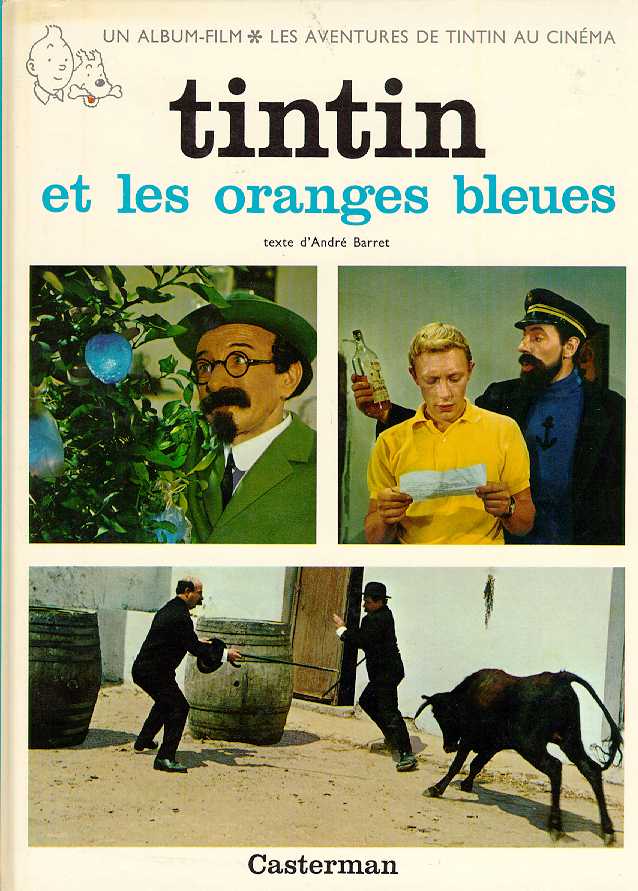 UN ALBUM-FILM * LES AVENTURES DE TINTIN AU CINÉMA
tintin
et les oranges bleues
texte d'André Barret
Casterman